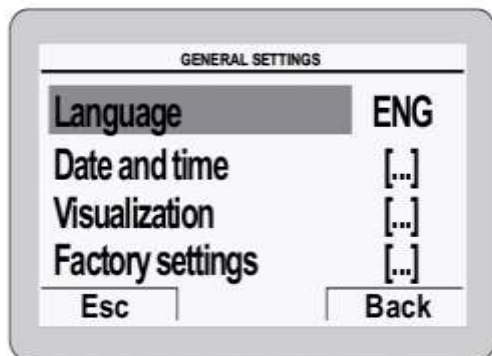 GENERAL SETTINGS
Language ENG
Date and time [...]
Visualization [...]
Factory settings [...]
Esc Back